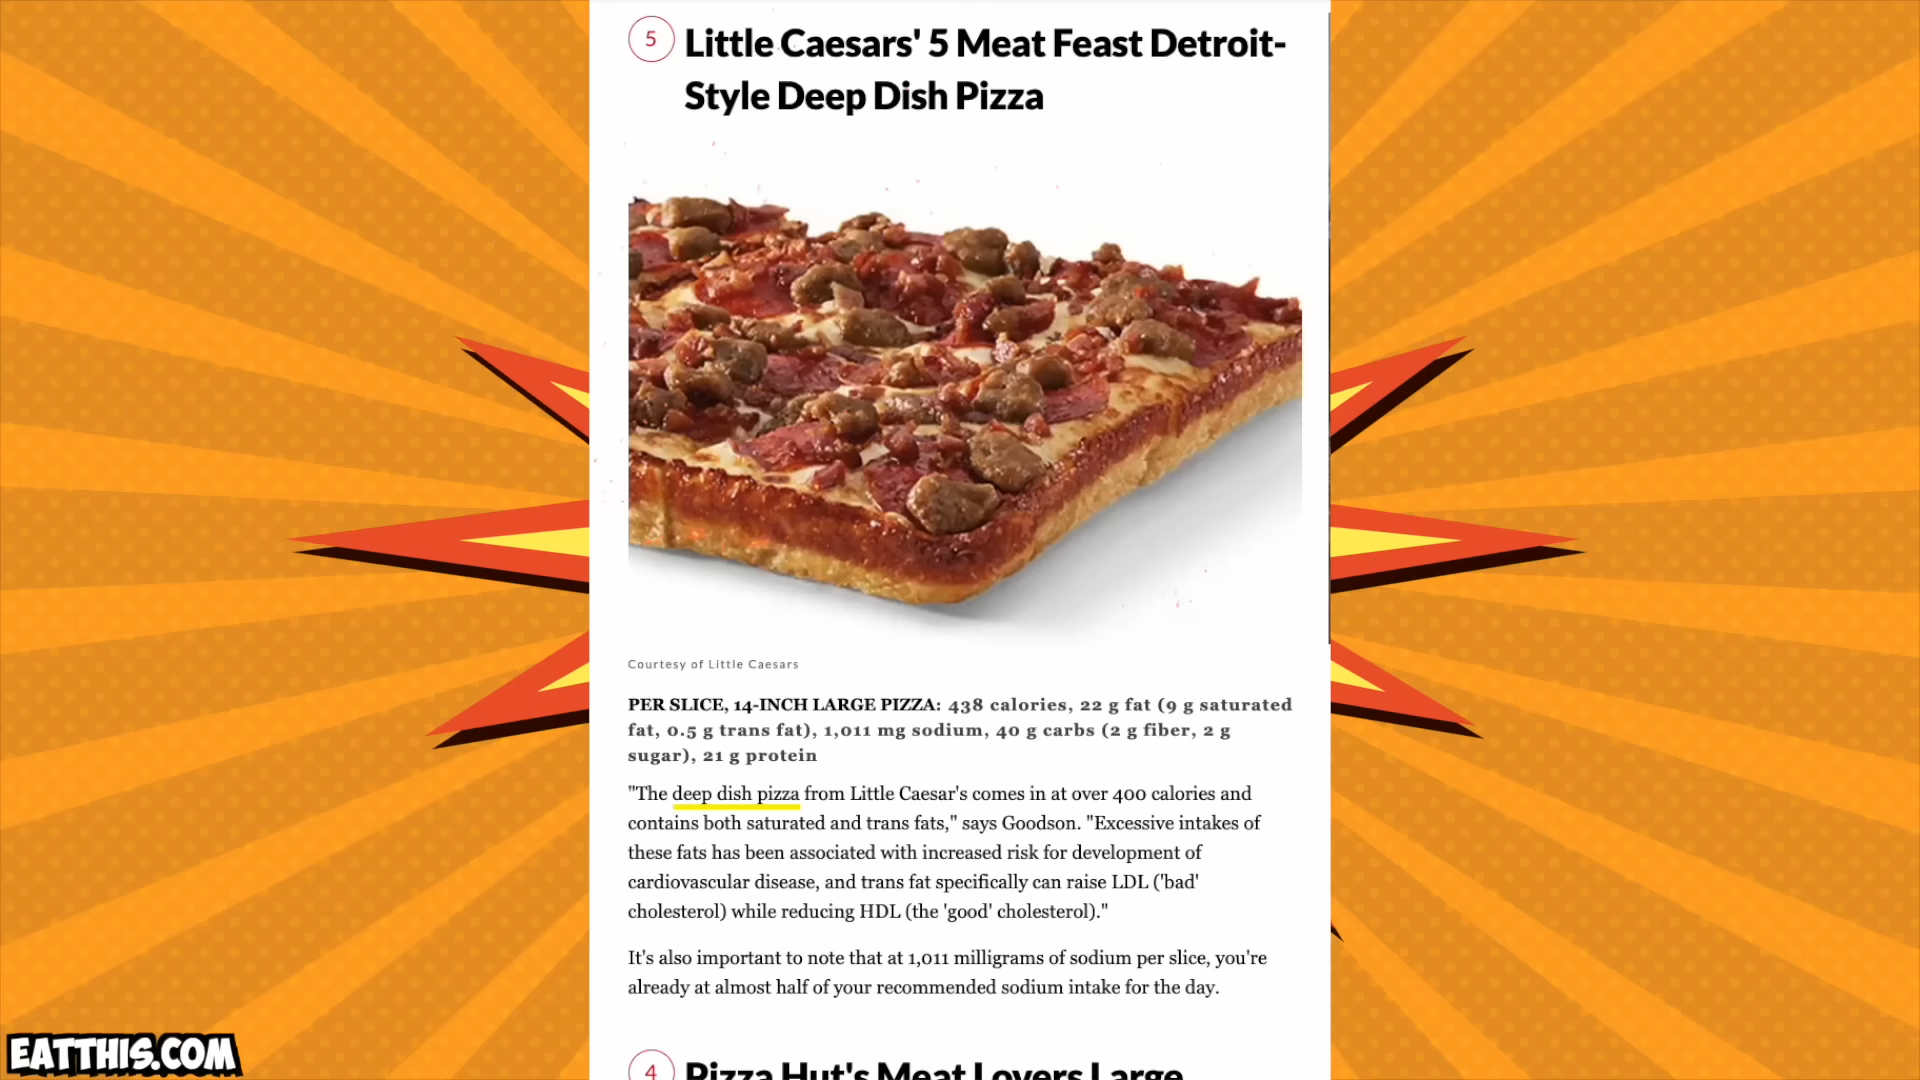 5
Little Caesars' 5 Meat Feast Detroit-
Style Deep Dish Pizza
Courtesy of Little Caesars
PER SLICE, 14-INCH LARGE PIZZA: 438 calories, 22 g fat (9 g saturated
fat, 0.5 g trans fat), 1,011 mg sodium, 40 g carbs (2 g fiber, 2 g
sugar), 21 g protein
"The deep dish pizza from Little Caesar's comes in at over 400 calories and
contains both saturated and trans fats," says Goodson. "Excessive intakes of
these fats has been associated with increased risk for development of
cardiovascular disease, and trans fat specifically can raise LDL ('bad'
cholesterol) while reducing HDL (the 'good' cholesterol)."
It's also important to note that at 1,011 milligrams of sodium per slice, you're
already at almost half of your recommended sodium intake for the day.
4
Pizza Hut's Meat Lovers Large
EATTHIS.COM